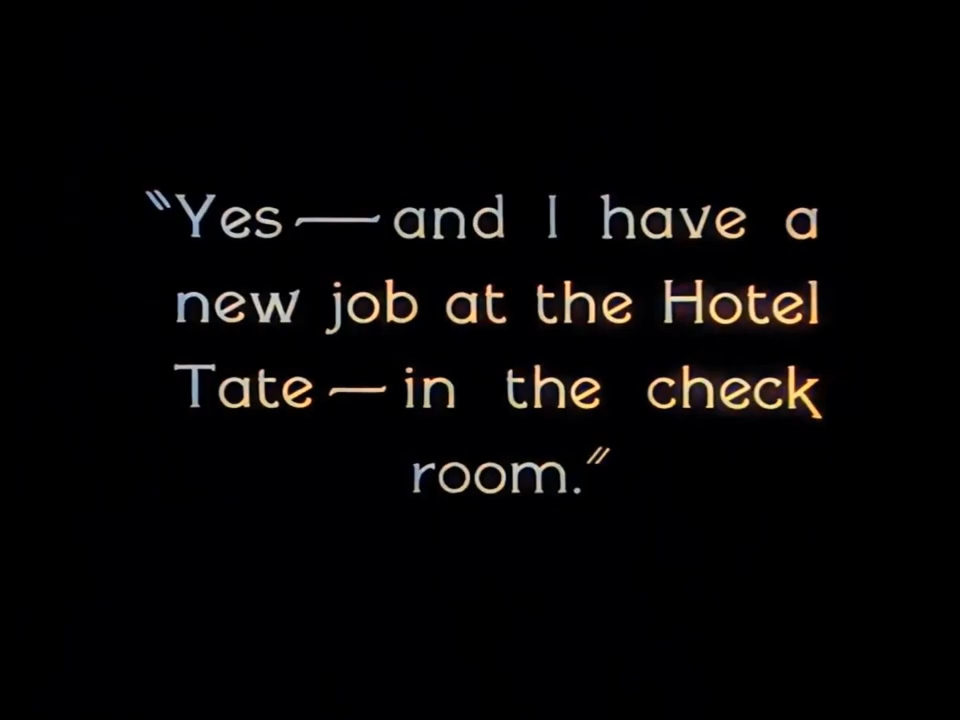 "Yes—and I have a
new job at the Hotel
Tate—in the check
room."